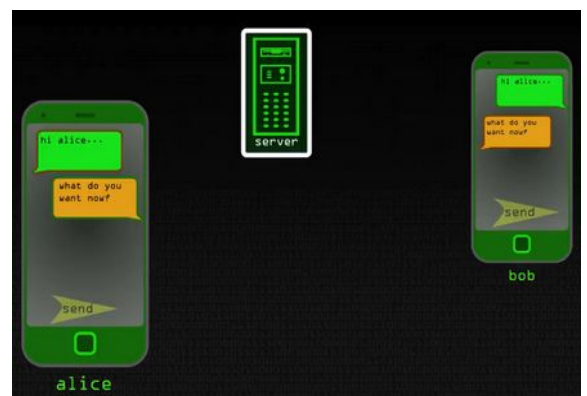 server
hi alice...
what do you
want now?
send
alice
hi alice...
what do you
want now?
send
bob